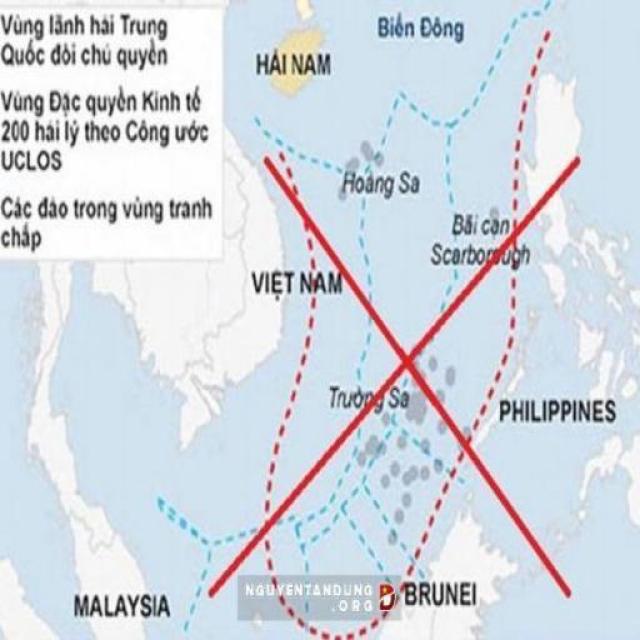 Vùng lãnh hải Trung
Quốc đòi chủ quyền
Vùng Đặc quyền Kinh tế
200 hải lý theo Công ước
UCLOS
Các đảo trong vùng tranh
chấp
Biển Đông
HẢI NAM
Hoàng Sa
Bãi cạn
Scarborough
VIỆT NAM
Trường Sa
PHILIPPINES
MALAYSIA
BRUNEI
NGUYENTANDUNG
.ORG